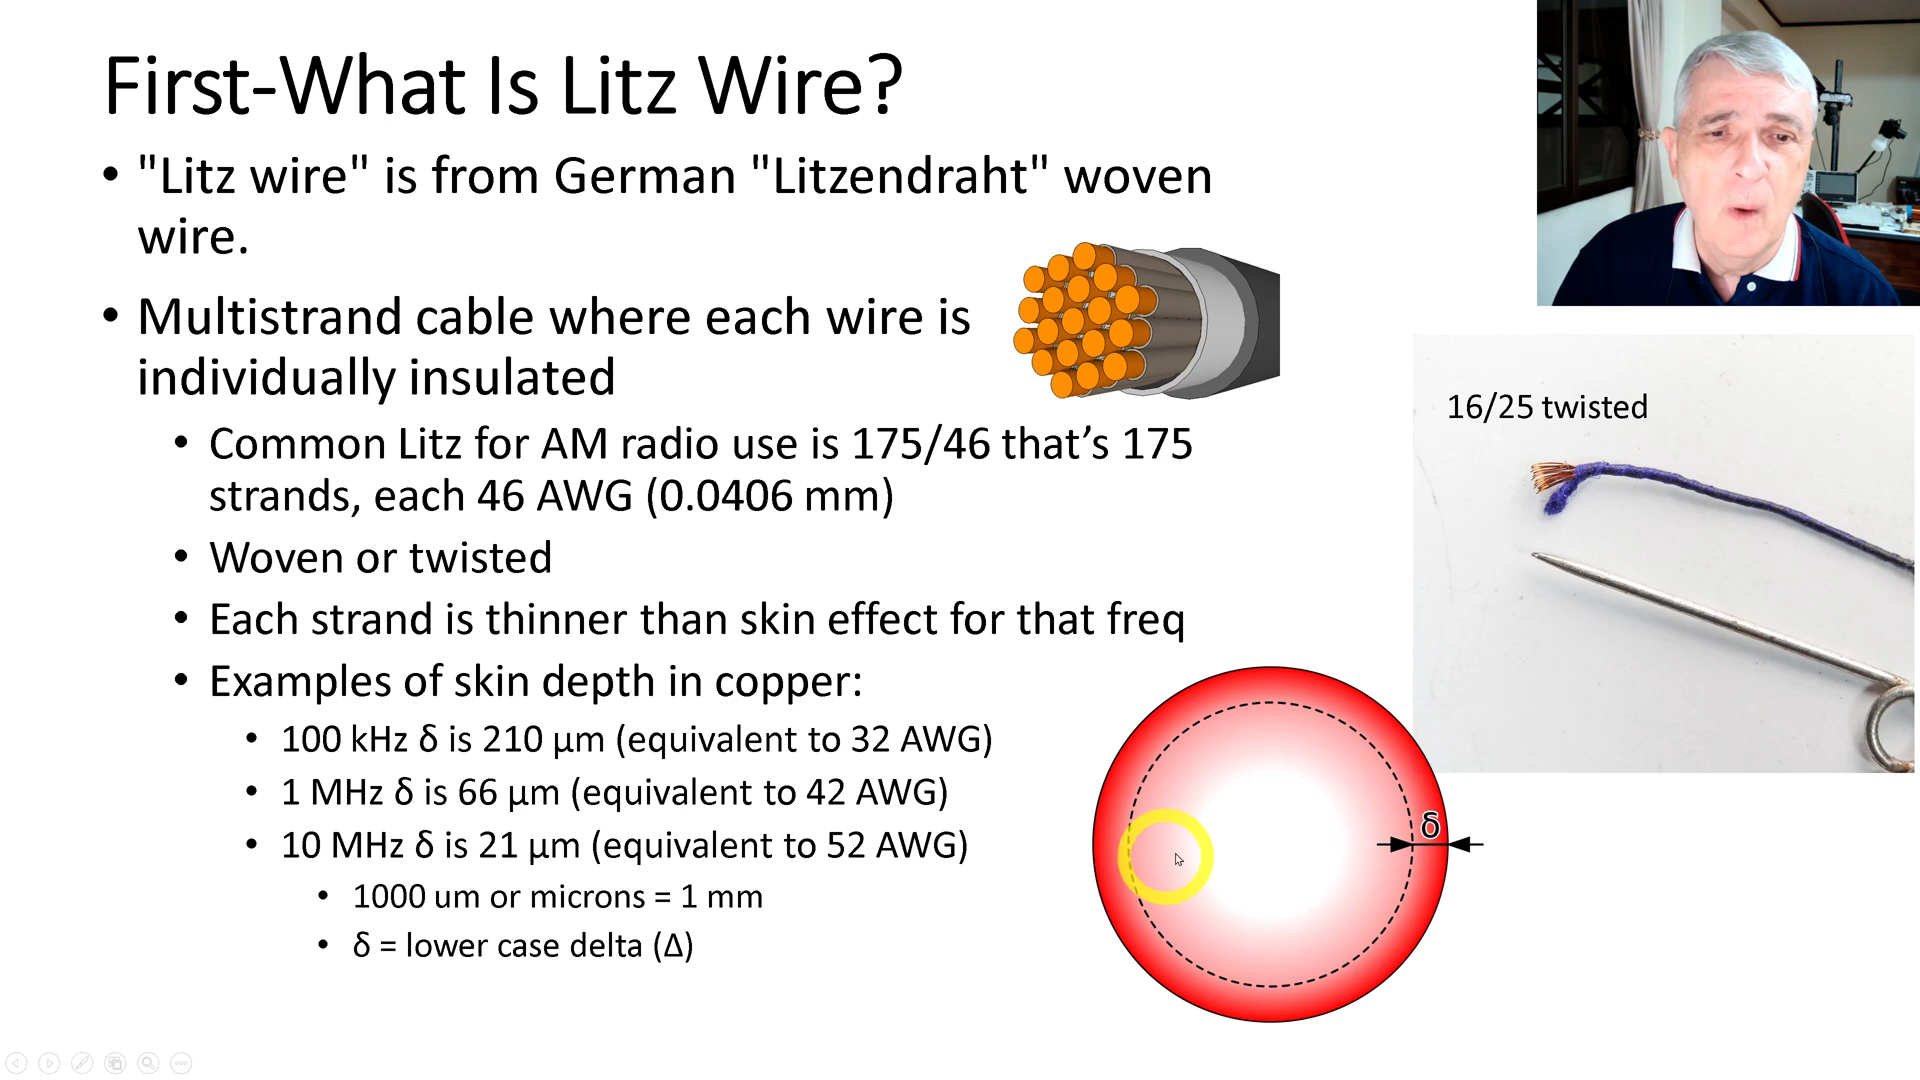 First-What Is Litz Wire?
• "Litz wire" is from German "Litzendraht" woven
wire.
• Multistrand cable where each wire is
individually insulated
• Common Litz for AM radio use is 175/46 that’s 175
strands, each 46 AWG (0.0406 mm)
• Woven or twisted
• Each strand is thinner than skin effect for that freq
• Examples of skin depth in copper:
• 100 kHz δ is 210 µm (equivalent to 32 AWG)
• 1 MHz δ is 66 µm (equivalent to 42 AWG)
• 10 MHz δ is 21 µm (equivalent to 52 AWG)
• 1000 um or microns = 1 mm
• δ = lower case delta (Δ)
16/25 twisted
δ